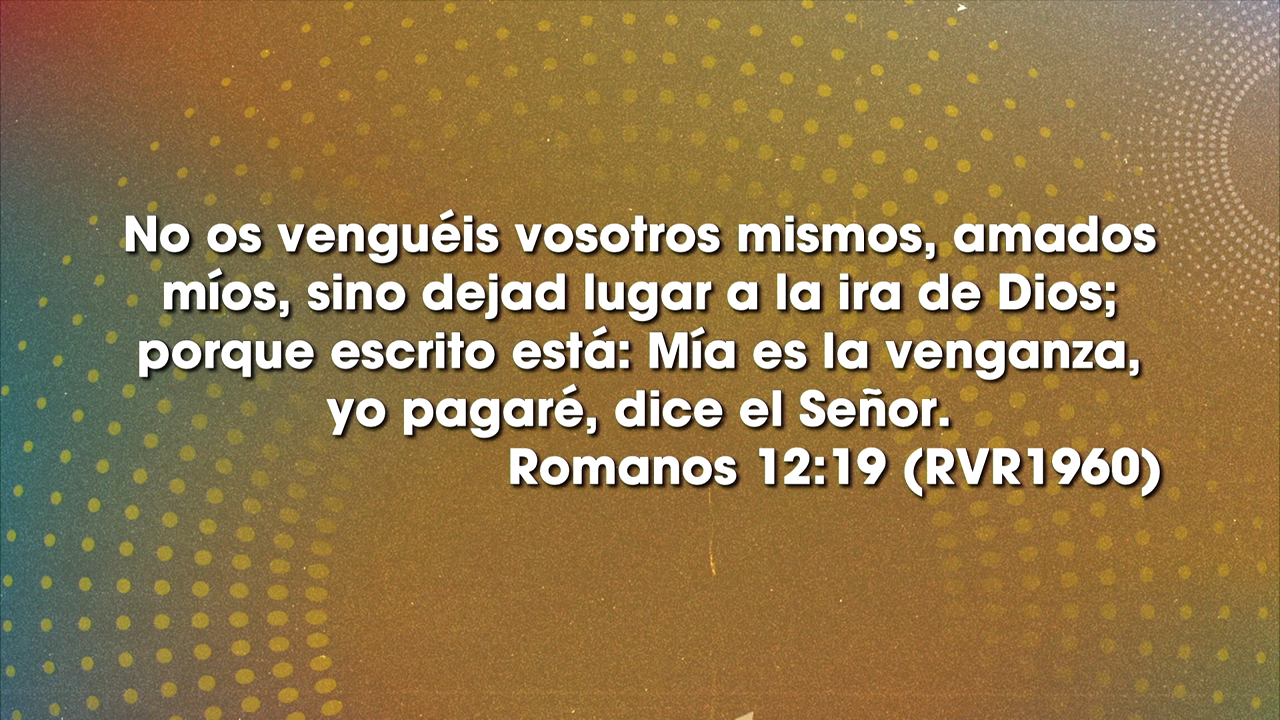 No os venguéis vosotros mismos, amados
míos, sino dejad lugar a la ira de Dios;
porque escrito está: Mía es la venganza,
yo pagaré, dice el Señor.
Romanos 12:19 (RVR1960)